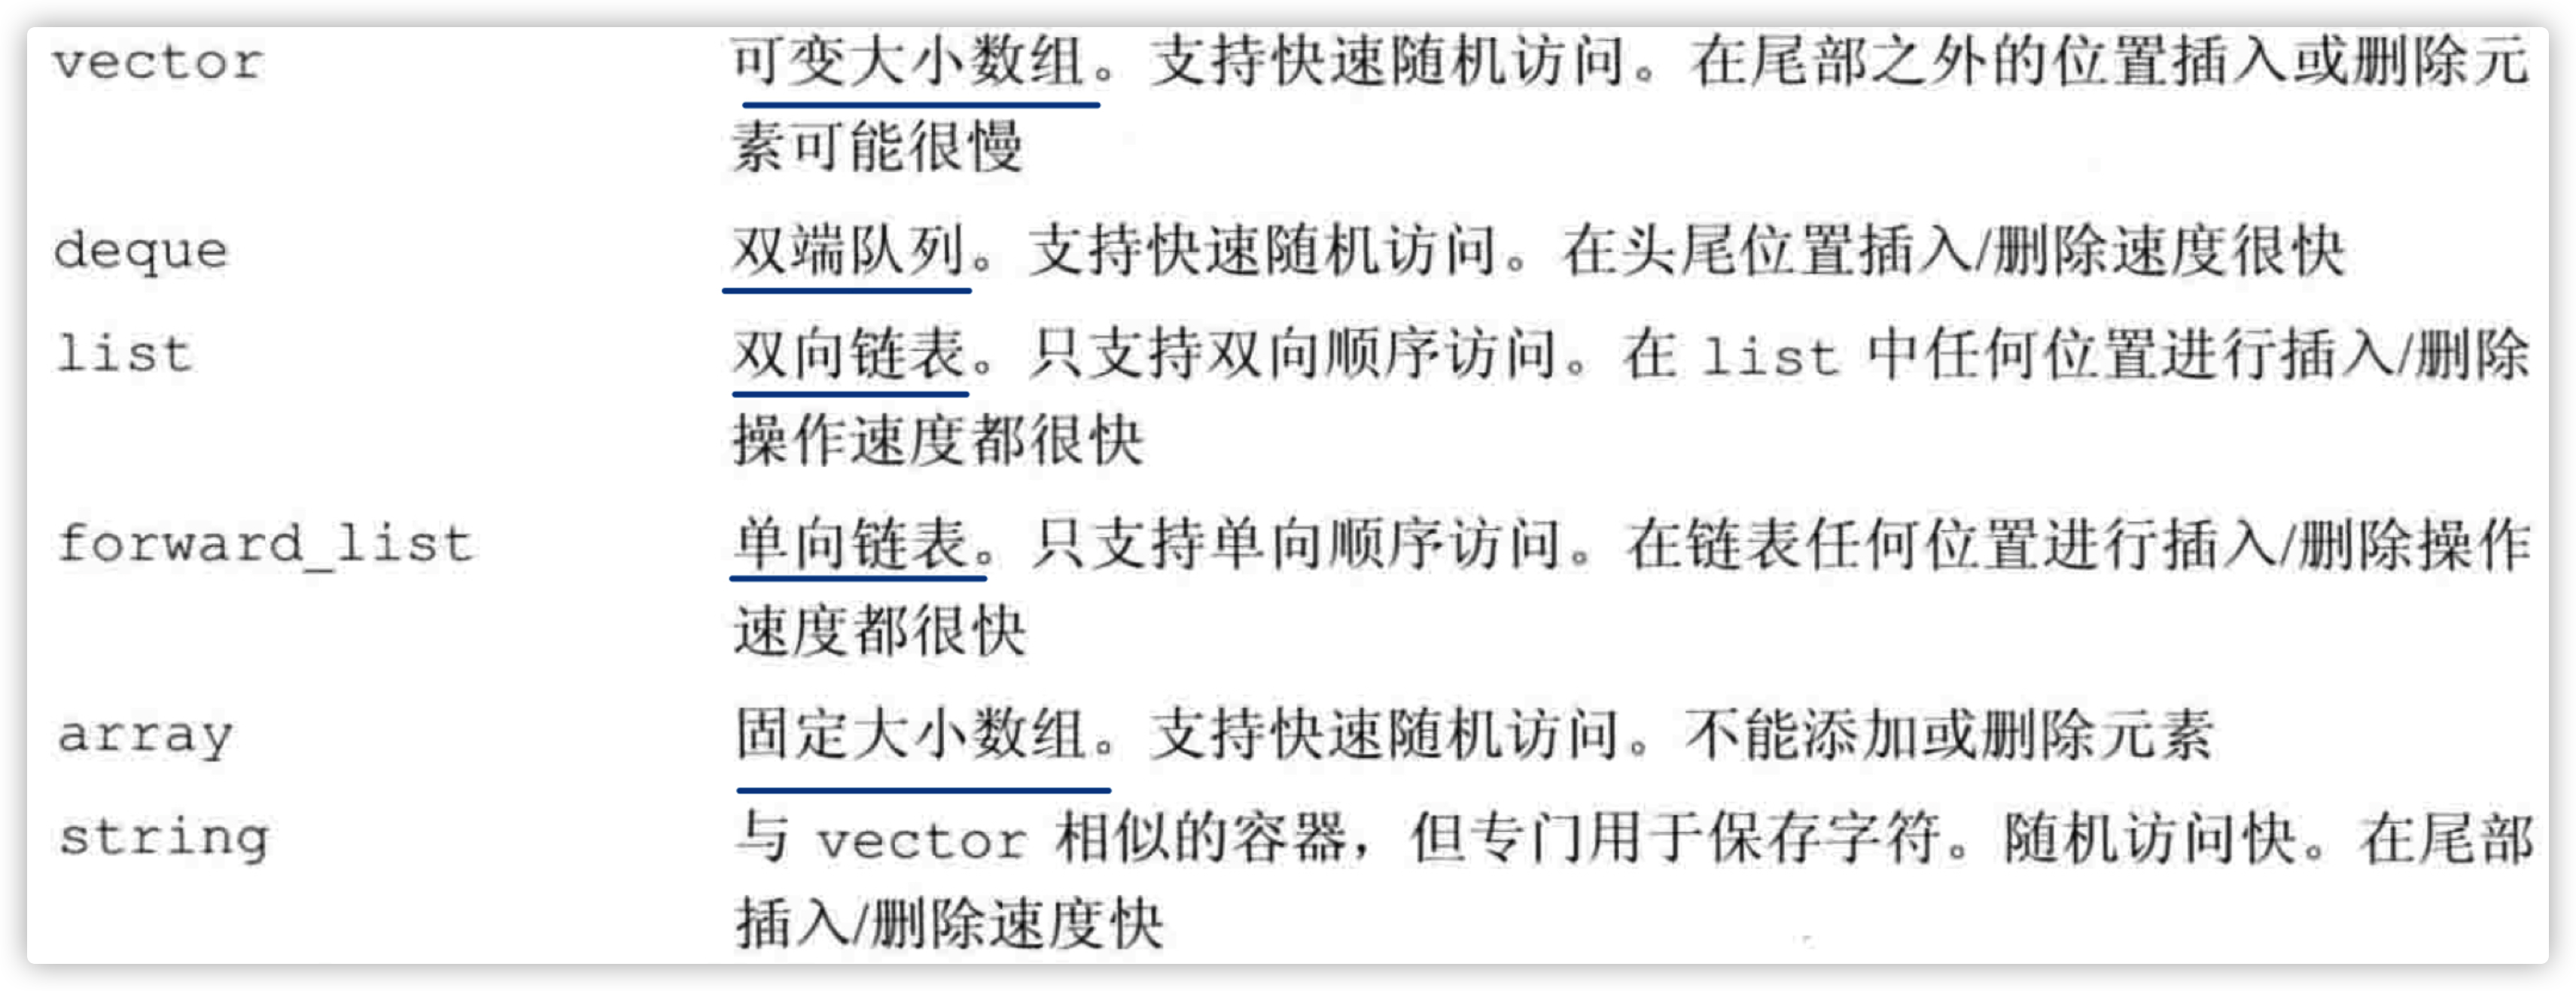 vector 可变大小数组。支持快速随机访问。在尾部之外的位置插入或删除元
素可能很慢
deque 双端队列。支持快速随机访问。在头尾位置插入/删除速度很快
list 双向链表。只支持双向顺序访问。在 list 中任何位置进行插入/删除
操作速度都很快
forward_list 单向链表。只支持单向顺序访问。在链表任何位置进行插入/删除操作
速度都很快
array 固定大小数组。支持快速随机访问。不能添加或删除元素
string 与 vector 相似的容器，但专门用于保存字符。随机访问快。在尾部
插入/删除速度快